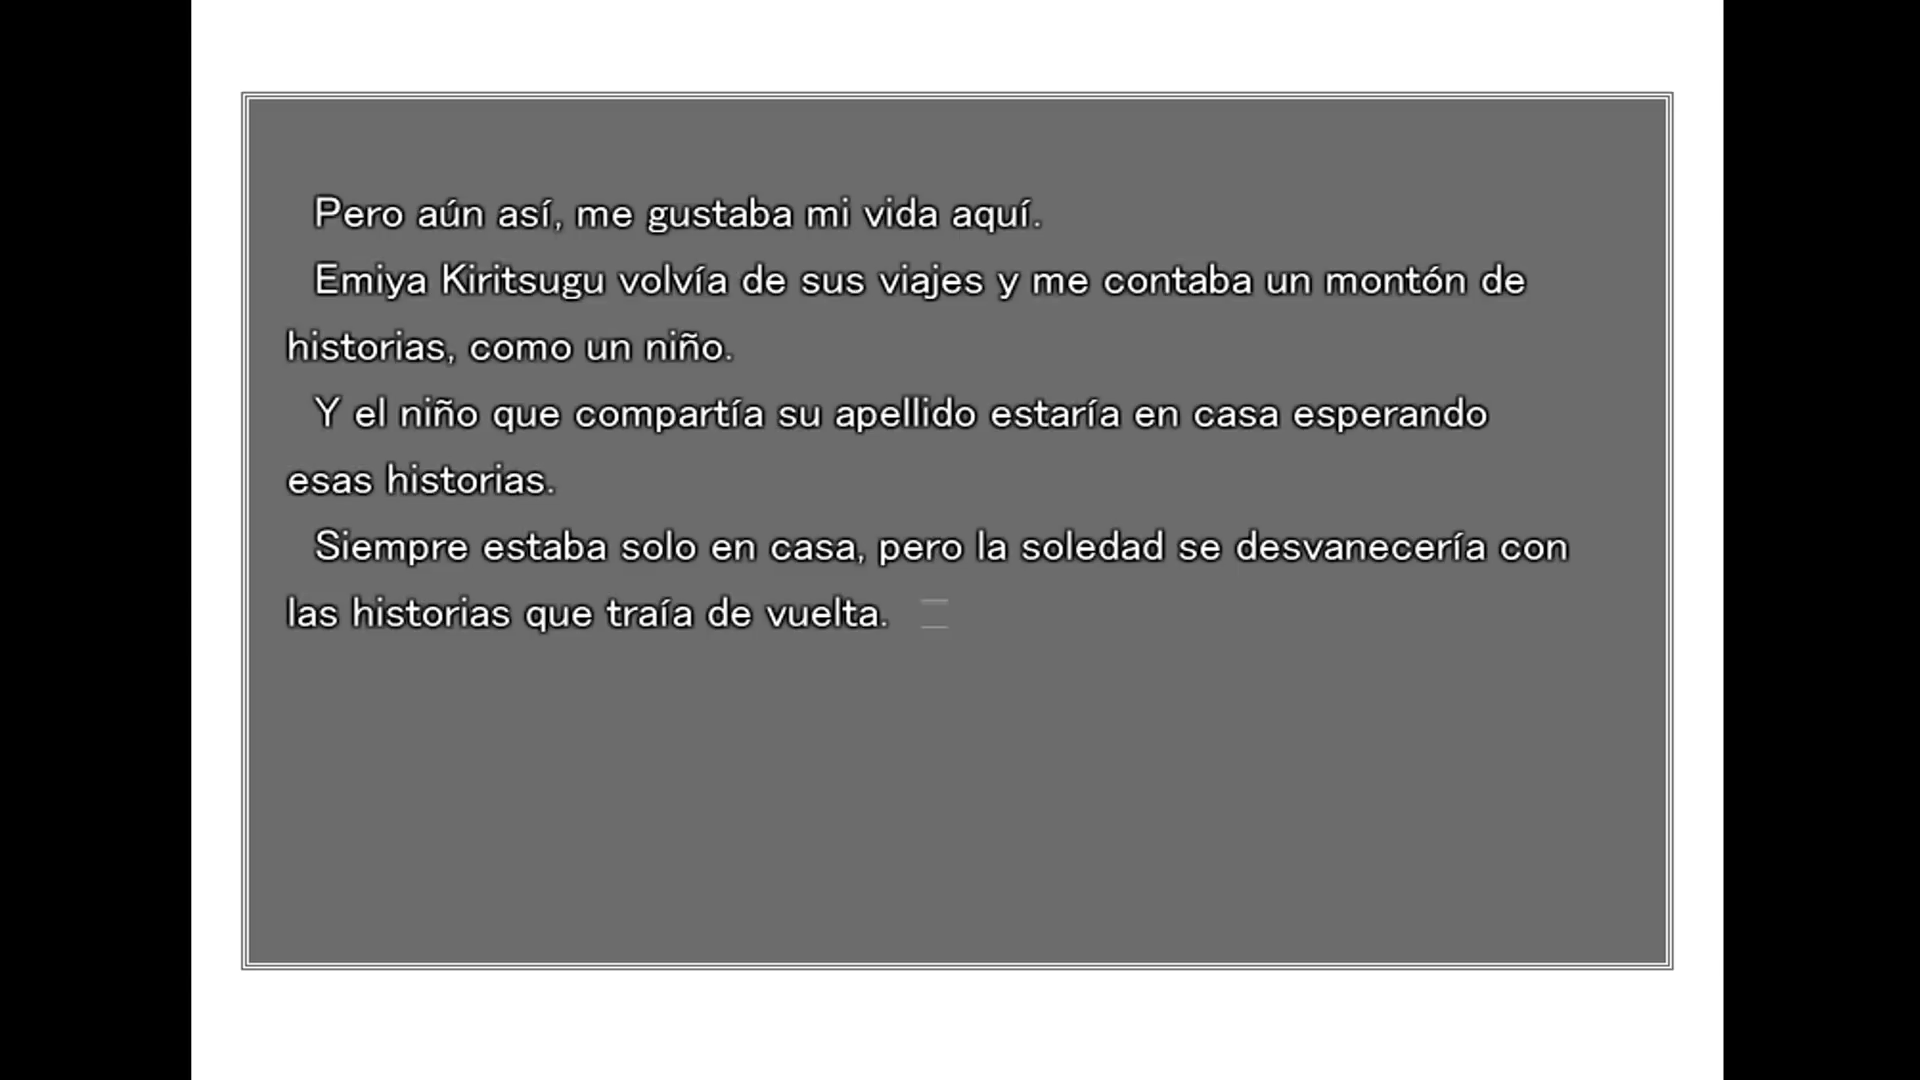 Pero aún así, me gustaba mi vida aquí.
Emiya Kiritsugu volvía de sus viajes y me contaba un montón de
historias, como un niño.
Y el niño que compartía su apellido estaría en casa esperando
esas historias.
Siempre estaba solo en casa, pero la soledad se desvanecería con
las historias que traía de vuelta.